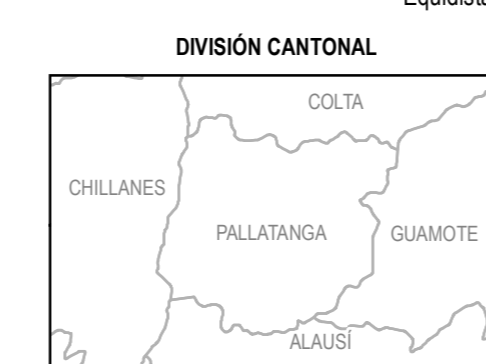 DIVISIÓN CANTONAL
COLTA
CHILLANES
PALLATANGA
GUAMOTE
ALAUSÍ